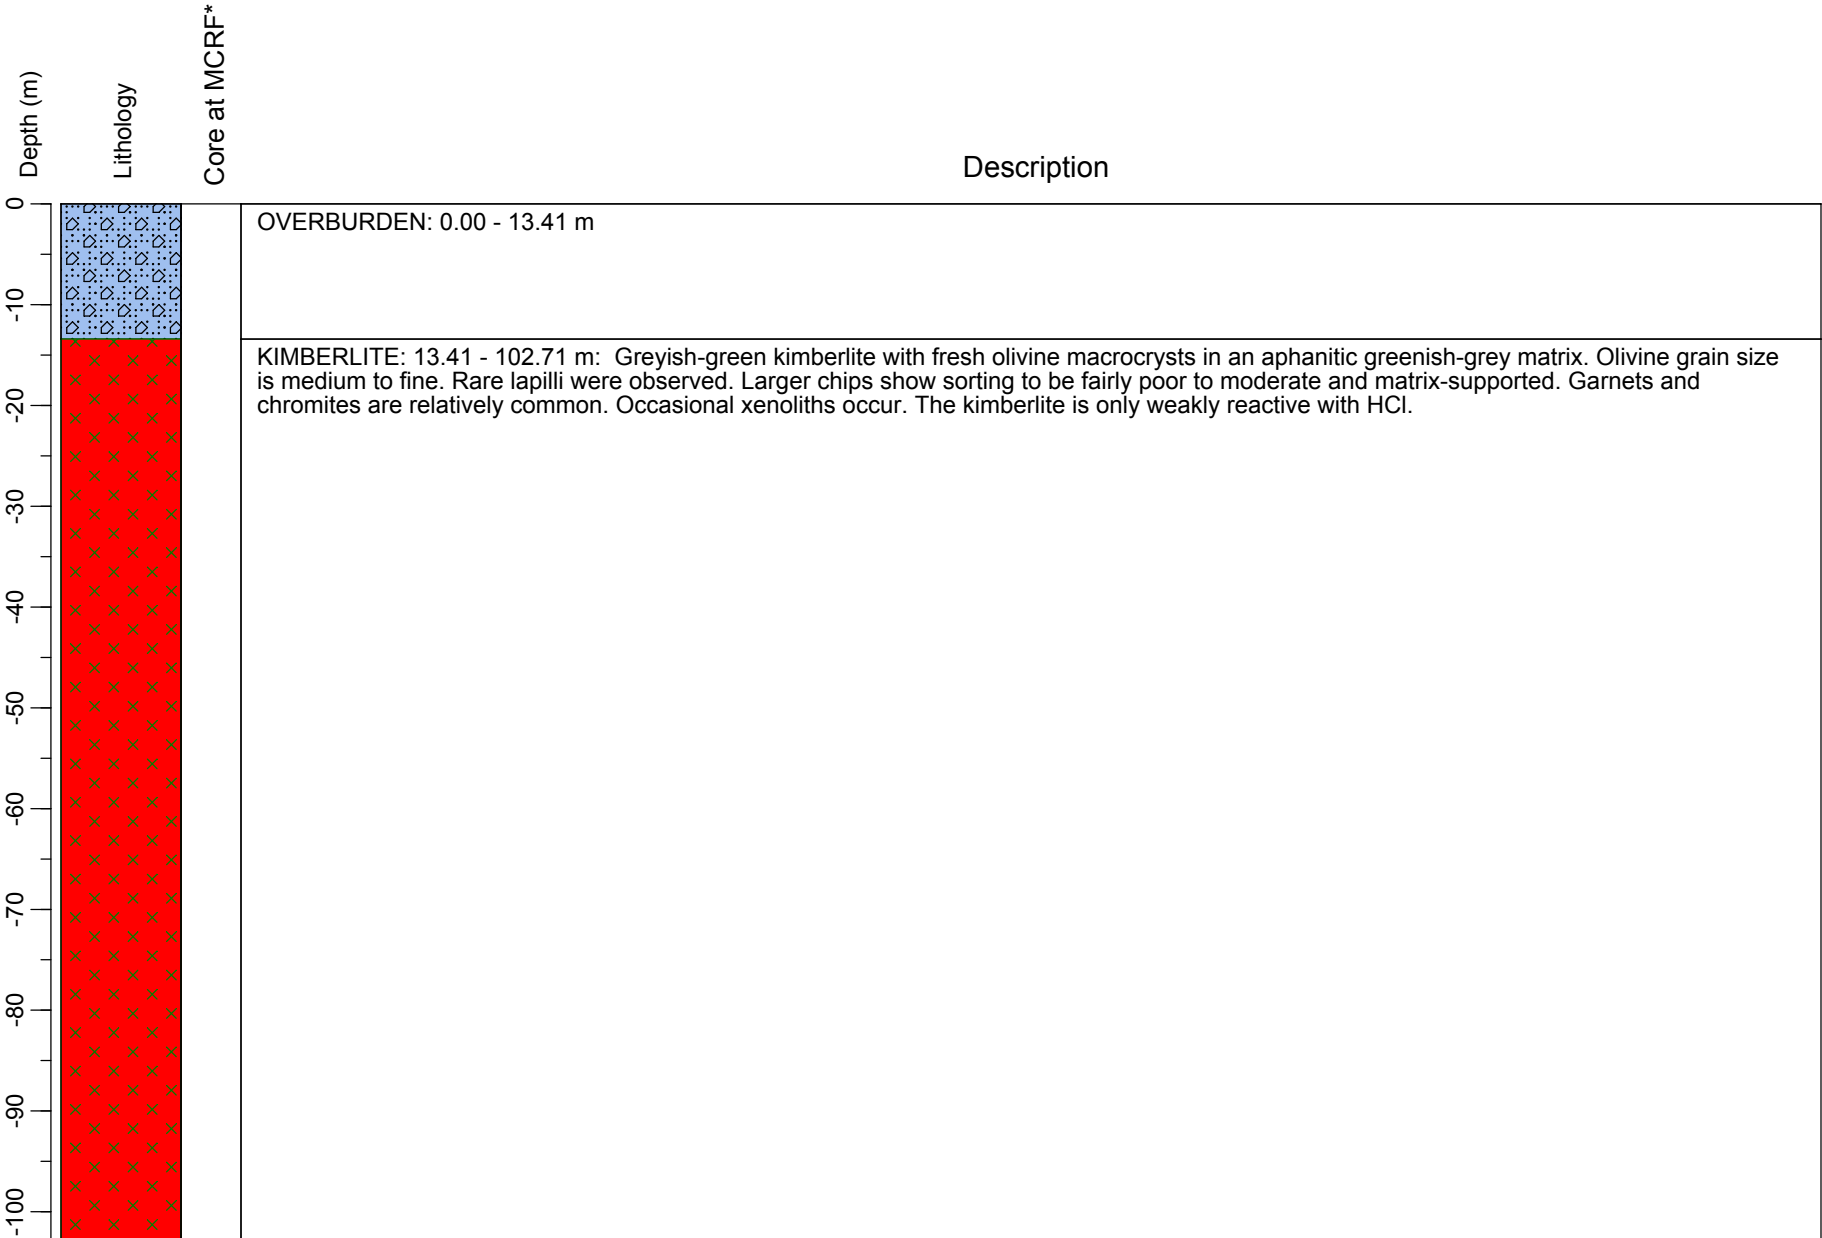 Depth (m)
Lithology
Core at MCRF*
Description
0
OVERBURDEN: 0.00 - 13.41 m
-10
KIMBERLITE: 13.41 - 102.71 m:  Greyish-green kimberlite with fresh olivine macrocrysts in an aphanitic greenish-grey matrix. Olivine grain size
is medium to fine. Rare lapilli were observed. Larger chips show sorting to be fairly poor to moderate and matrix-supported. Garnets and
chromites are relatively common. Occasional xenoliths occur. The kimberlite is only weakly reactive with HCl.
-20
-30
-40
-50
-60
-70
-80
-90
-100